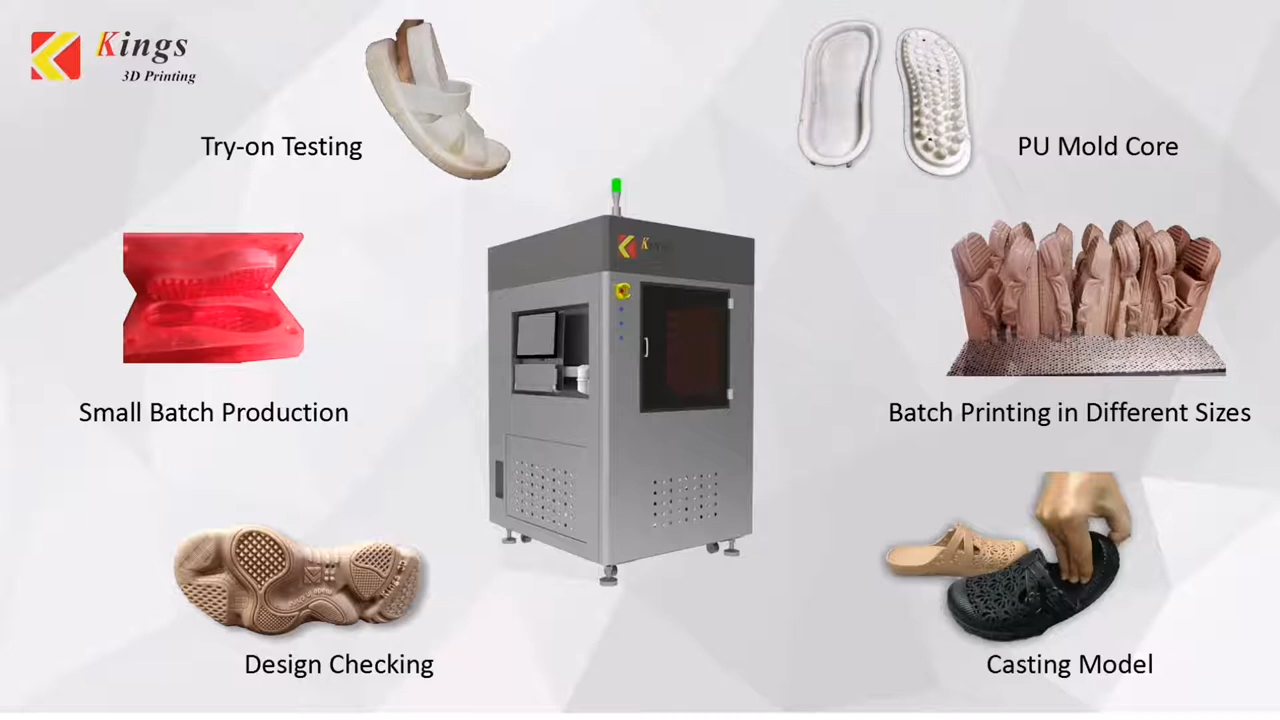 Kings
3D Printing
Try-on Testing
PU Mold Core
Kings
Small Batch Production
Batch Printing in Different Sizes
Design Checking
Casting Model